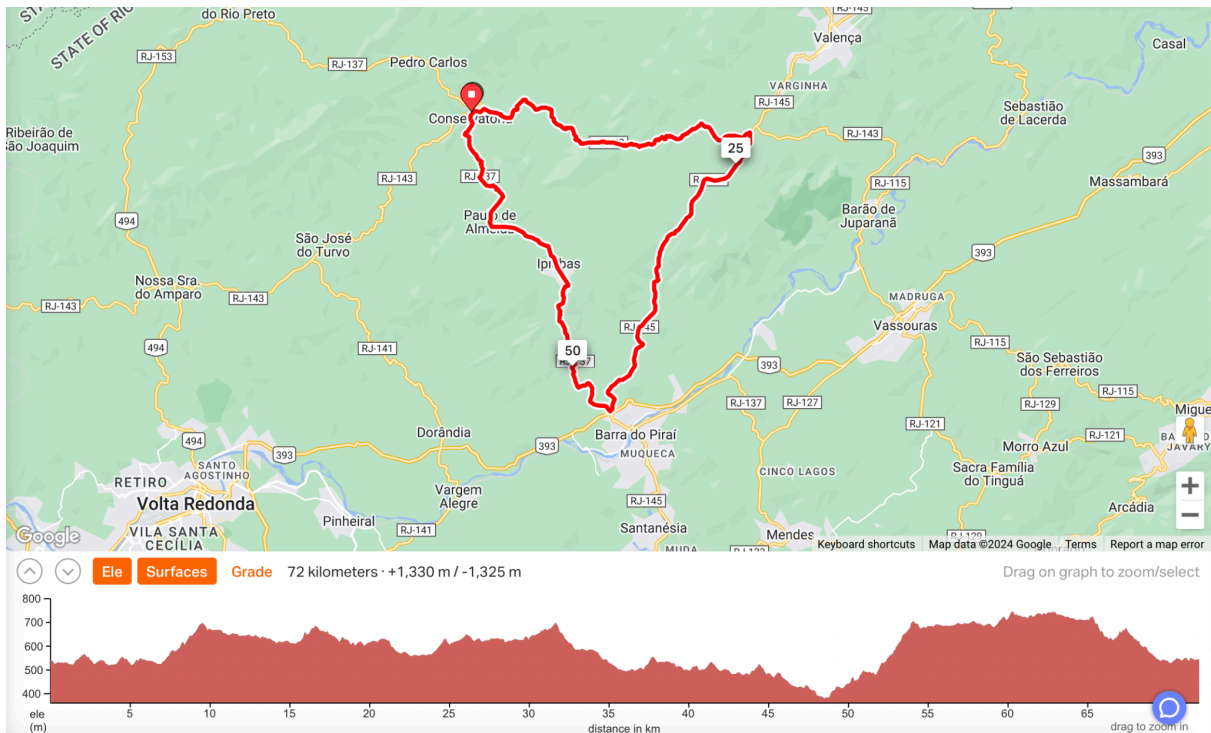 do Rio Preto
RJ-145
STATE OF RIO
Valença
Casal
RJ-153
RJ-137
Pedro Carlos
VARGINHA
RJ-145
Sebastião
de Lacerda
Ribeirão de
São Joaquim
RJ-143
393
25
RJ-143
RJ-115
Massambará
Barão de
Juparanã
494
Paulo de
São José
do Turvo
393
Nossa Sra.
do Amparo
RJ-143
RJ-143
MADRUGA
Vassouras
494
RJ-141
50
393
RJ-115
São Sebastião
dos Ferreiros
RJ-115
RJ-137
RJ-127
RJ-129
RJ-121
Migue
Dorândia
Barra do Piraí
MUQUECA
393
494
393
SANTO
AGOSTINHO
RETIRO
Volta Redonda
VILA SANTA
CECÍLIA
Vargem
Alegre
CINCO LAGOS
Morro Azul
RJ-121
Sacra Família
do Tinguá
RJ-145
Pinheiral
RJ-141
Santanésia
Mendes
Arcádia
Google
Keyboard shortcuts
Map data ©2024 Google
Terms
Report a map error
Ele
Surfaces
Grade
72 kilometers · +1,330 m / -1,325 m
Drag on graph to zoom/select
800
700
600
500
400
ele
(m)
5 10 15 20 25 30 35 40 45 50 55 60 65
distance in km
drag to zoom in